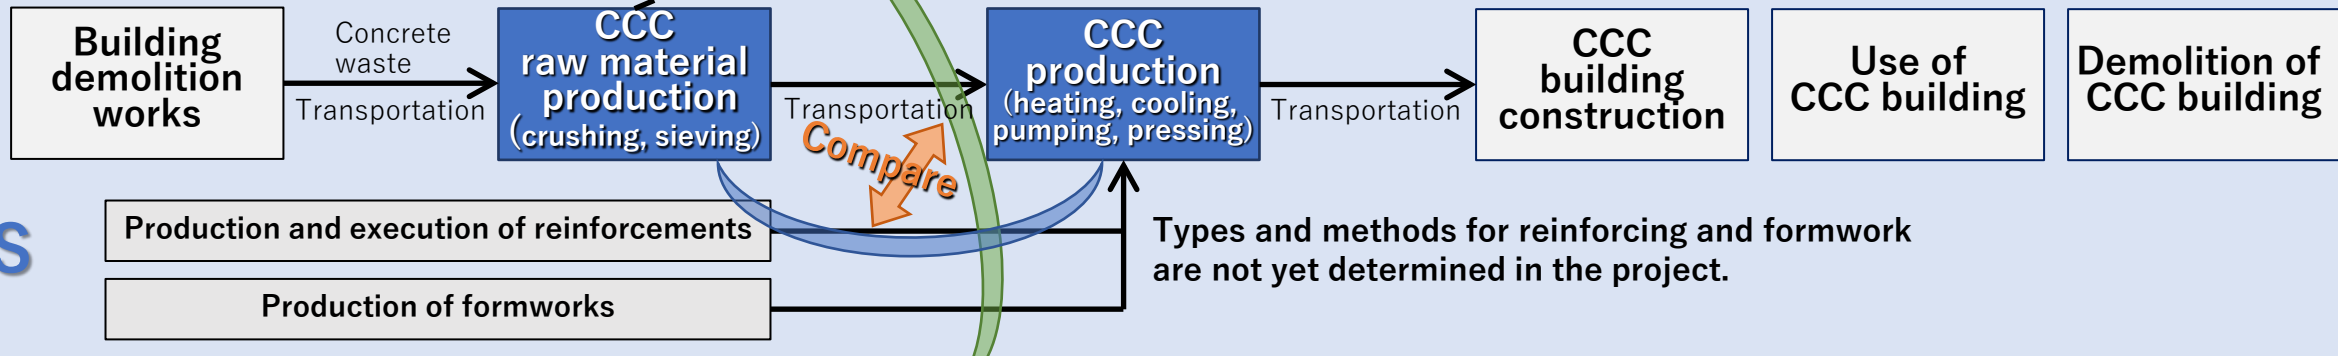 Building
demolition
works
Concrete
waste
Transportation
CCC
raw material
production
(crushing, sieving)
Transportation
Compare
CCC
production
(heating, cooling,
pumping, pressing)
Transportation
CCC
building
construction
Use of
CCC building
Demolition of
CCC building
S
Production and execution of reinforcements
Production of formworks
Types and methods for reinforcing and formwork
are not yet determined in the project.